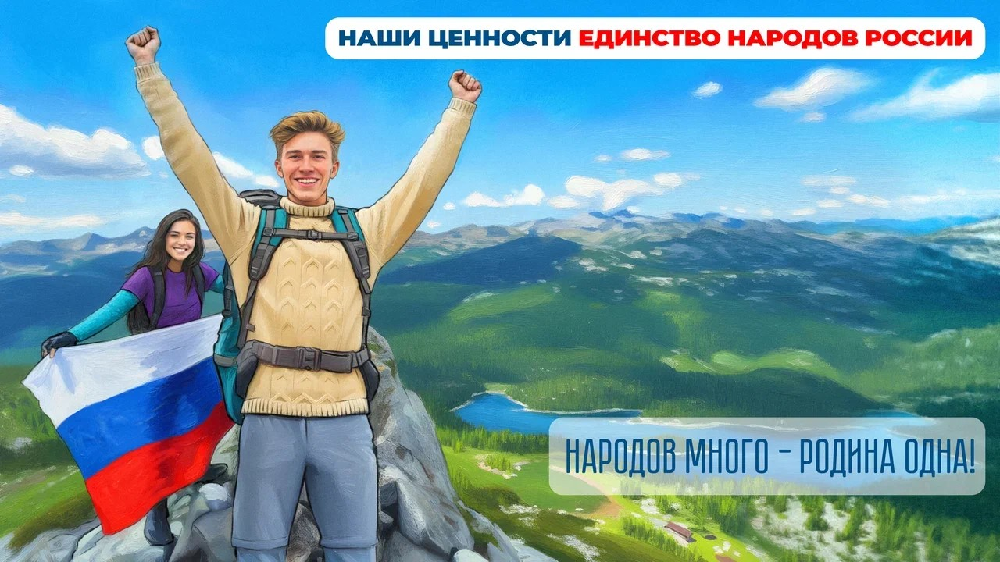 НАШИ ЦЕННОСТИ ЕДИНСТВО НАРОДОВ РОССИИ
НАРОДОВ МНОГО - РОДИНА ОДНА!